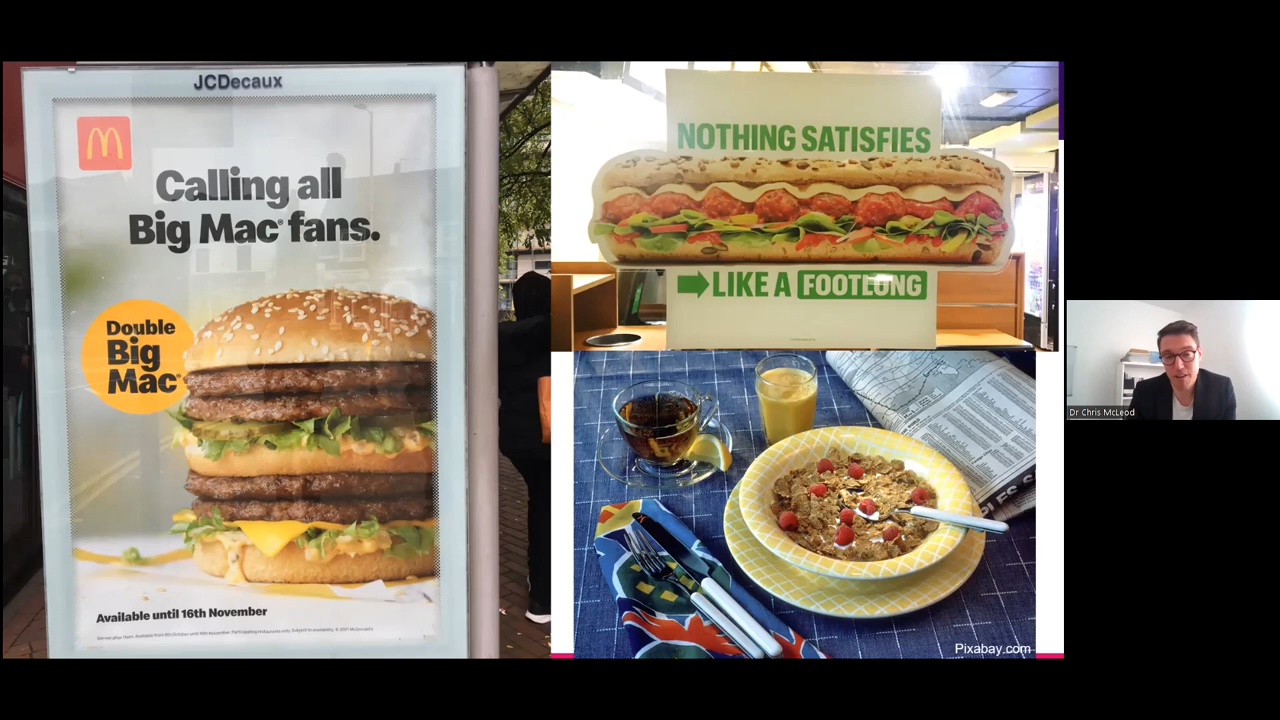 JCDecaux
Calling all
Big Mac® fans.
Double
Big
Mac®
Available until 16th November
NOTHING SATISFIES
LIKE A FOOTLONG
Pixabay.com
Dr Chris McLeod